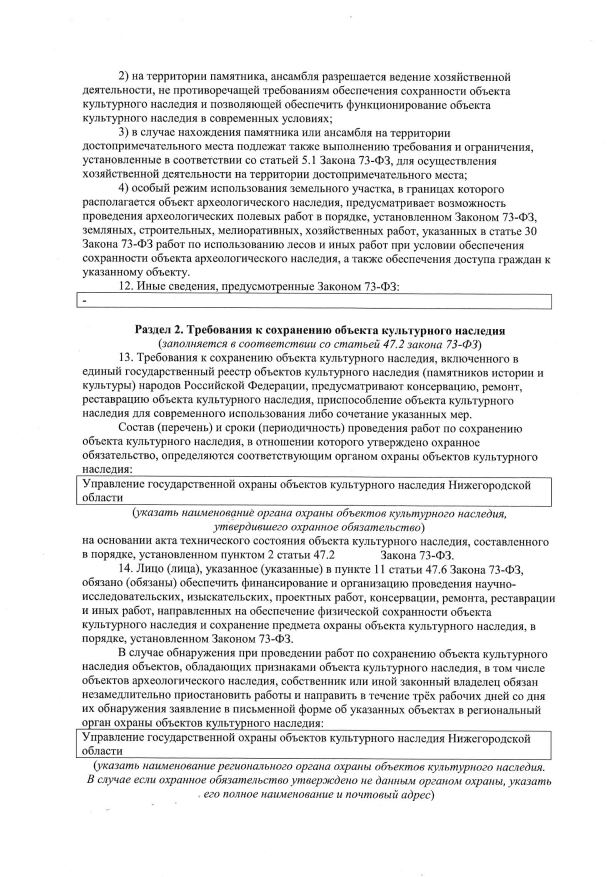 2) на территории памятника, ансамбля разрешается ведение хозяйственной
деятельности, не противоречащей требованиям обеспечения сохранности объекта
культурного наследия и позволяющей обеспечить функционирование объекта
культурного наследия в современных условиях;
3) в случае нахождения памятника или ансамбля на территории
достопримечательного места подлежат также выполнению требования и ограничения,
установленные в соответствии со статьей 5.1 Закона 73-ФЗ, для осуществления
хозяйственной деятельности на территории достопримечательного места;
4) особый режим использования земельного участка, в границах которого
располагается объект археологического наследия, предусматривает возможность
проведения археологических полевых работ в порядке, установленном Законом 73-ФЗ,
земляных, строительных, мелиоративных, хозяйственных работ, указанных в статье 30
Закона 73-ФЗ работ по использованию лесов и иных работ при условии обеспечения
сохранности объекта археологического наследия, а также обеспечения доступа граждан к
указанному объекту.
12. Иные сведения, предусмотренные Законом 73-ФЗ:
-
Раздел 2. Требования к сохранению объекта культурного наследия
(заполняется в соответствии со статьей 47.2 закона 73-ФЗ)
13. Требования к сохранению объекта культурного наследия, включенного в
единый государственный реестр объектов культурного наследия (памятников истории и
культуры) народов Российской Федерации, предусматривают консервацию, ремонт,
реставрацию объекта культурного наследия, приспособление объекта культурного
наследия для современного использования либо сочетание указанных мер.
Состав (перечень) и сроки (периодичность) проведения работ по сохранению
объекта культурного наследия, в отношении которого утверждено охранное
обязательство, определяются соответствующим органом охраны объектов культурного
наследия:
Управление государственной охраны объектов культурного наследия Нижегородской
области
(указать наименование органа охраны объектов культурного наследия,
утвердившего охранное обязательство)
на основании акта технического состояния объекта культурного наследия, составленного
в порядке, установленном пунктом 2 статьи 47.2 Закона 73-ФЗ.
14. Лицо (лица), указанное (указанные) в пункте 11 статьи 47.6 Закона 73-ФЗ,
обязано (обязаны) обеспечить финансирование и организацию проведения научно-
исследовательских, изыскательских, проектных работ, консервации, ремонта, реставрации
и иных работ, направленных на обеспечение физической сохранности объекта
культурного наследия и сохранение предмета охраны объекта культурного наследия, в
порядке, установленном Законом 73-ФЗ.
В случае обнаружения при проведении работ по сохранению объекта культурного
наследия объектов, обладающих признаками объекта культурного наследия, в том числе
объектов археологического наследия, собственник или иной законный владелец обязан
незамедлительно приостановить работы и направить в течение трёх рабочих дней со дня
их обнаружения заявление в письменной форме об указанных объектах в региональный
орган охраны объектов культурного наследия:
Управление государственной охраны объектов культурного наследия Нижегородской
области
(указать наименование регионального органа охраны объектов культурного наследия.
В случае если охранное обязательство утверждено не данным органом охраны, указать
его полное наименование и почтовый адрес)